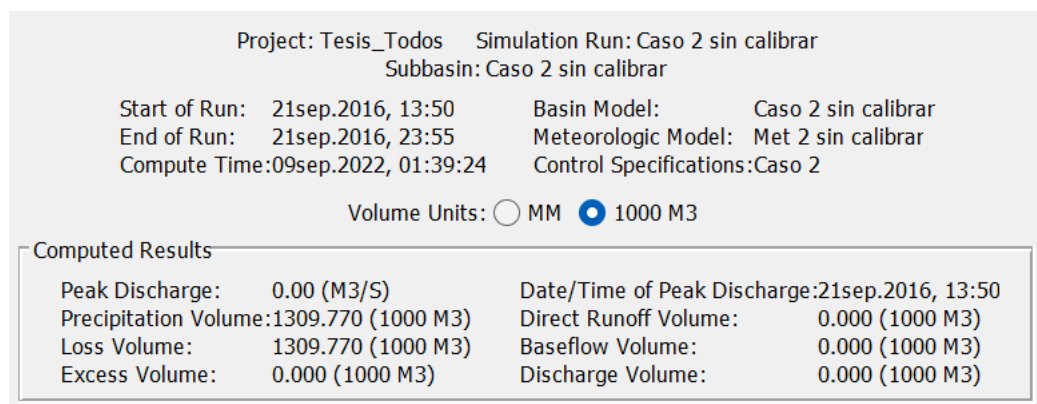 Project: Tesis_Todos Simulation Run: Caso 2 sin calibrar
Subbasin: Caso 2 sin calibrar
Start of Run: 21sep.2016, 13:50 Basin Model: Caso 2 sin calibrar
End of Run: 21sep.2016, 23:55 Meteorologic Model: Met 2 sin calibrar
Compute Time:09sep.2022, 01:39:24 Control Specifications:Caso 2
Volume Units: MM 1000 M3
Computed Results
Peak Discharge: 0.00 (M3/S) Date/Time of Peak Discharge:21sep.2016, 13:50
Precipitation Volume:1309.770 (1000 M3) Direct Runoff Volume: 0.000 (1000 M3)
Loss Volume: 1309.770 (1000 M3) Baseflow Volume: 0.000 (1000 M3)
Excess Volume: 0.000 (1000 M3) Discharge Volume: 0.000 (1000 M3)